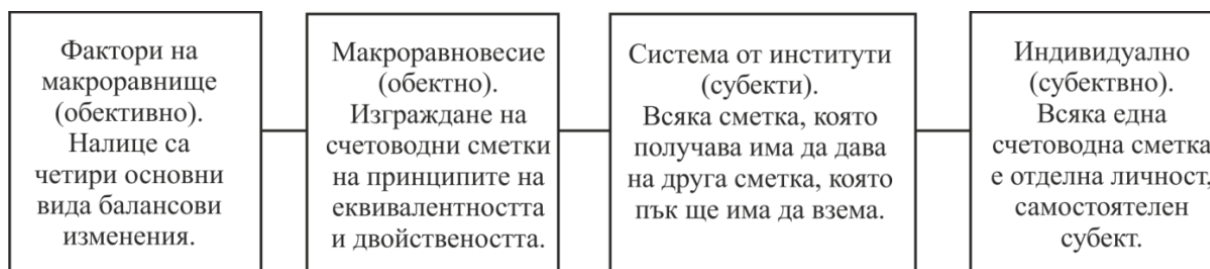 Фактори на
макроравнище
(обективно).
Налице са
четири основни
вида балансови
изменения.
Макроравновесие
(обектно).
Изграждане на
счетоводни сметки
на принципите на
еквивалентността
и двойствеността.
Система от институти
(субекти).
Всяка сметка, която
получава има да дава
на друга сметка, която
пък ще има да взема.
Индивидуално
(субектвно).
Всяка една
счетоводна сметка
е отделна личност,
самостоятелен
субект.